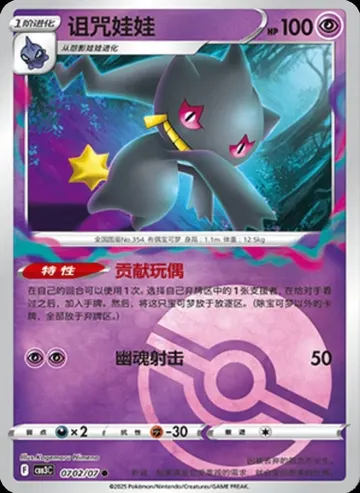 1阶进化
诅咒娃娃
HP100
从怨影娃娃进化
全国图鉴No.354 布偶宝可梦 身高：1.1m 体重：12.5kg
特性 贡献玩偶
在自己的回合可以使用1次。选择自己弃牌区中的1张支援者，在给对手看
过之后，加入手牌。然后，将这只宝可梦放于放逐区。（除宝可梦以外的卡
牌，全部放于弃牌区。）
幽魂射击 50
弱点 ×2 抵抗力 -30 撤退
Illus.Kagemaru Himeno
F CBB3C 0702/07
©2025 Pokémon/Nintendo/Creatures/GAME FREAK.